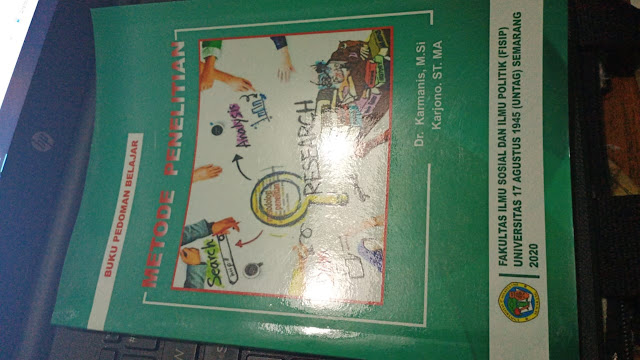 BUKU PEDOMAN BELAJAR
METODE PENELITIAN
Search
Analysis
RESEARCH
Dr. Karmanis, M.Si
Karjono. ST. MA
FAKULTAS ILMU SOSIAL DAN ILMU POLITIK (FISIP)
UNIVERSITAS 17 AGUSTUS 1945 (UNTAG) SEMARANG
2020
hp